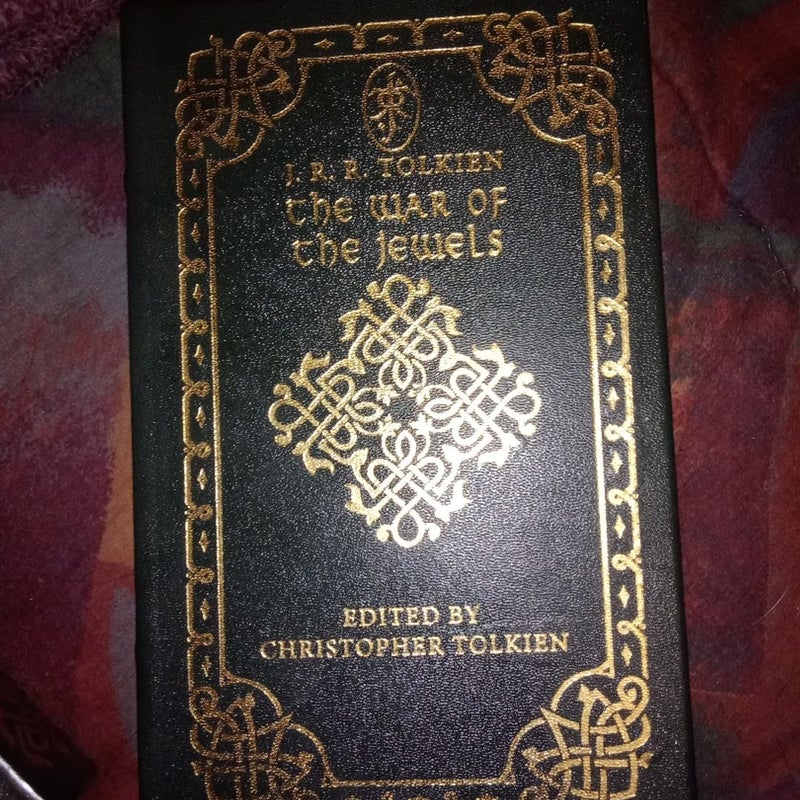 J. R. R. TOLKIEN
the WAR OF
the JEWELS
EDITED BY
CHRISTOPHER TOLKIEN